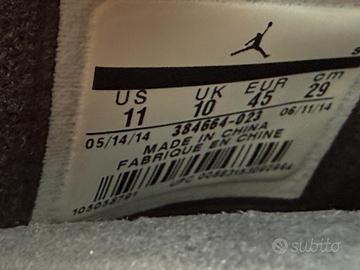 US UK EUR cm
11 10 45 29
05/14/14 384664-023 06/11/14
MADE IN CHINA
FABRIQUÉ EN CHINE
subito